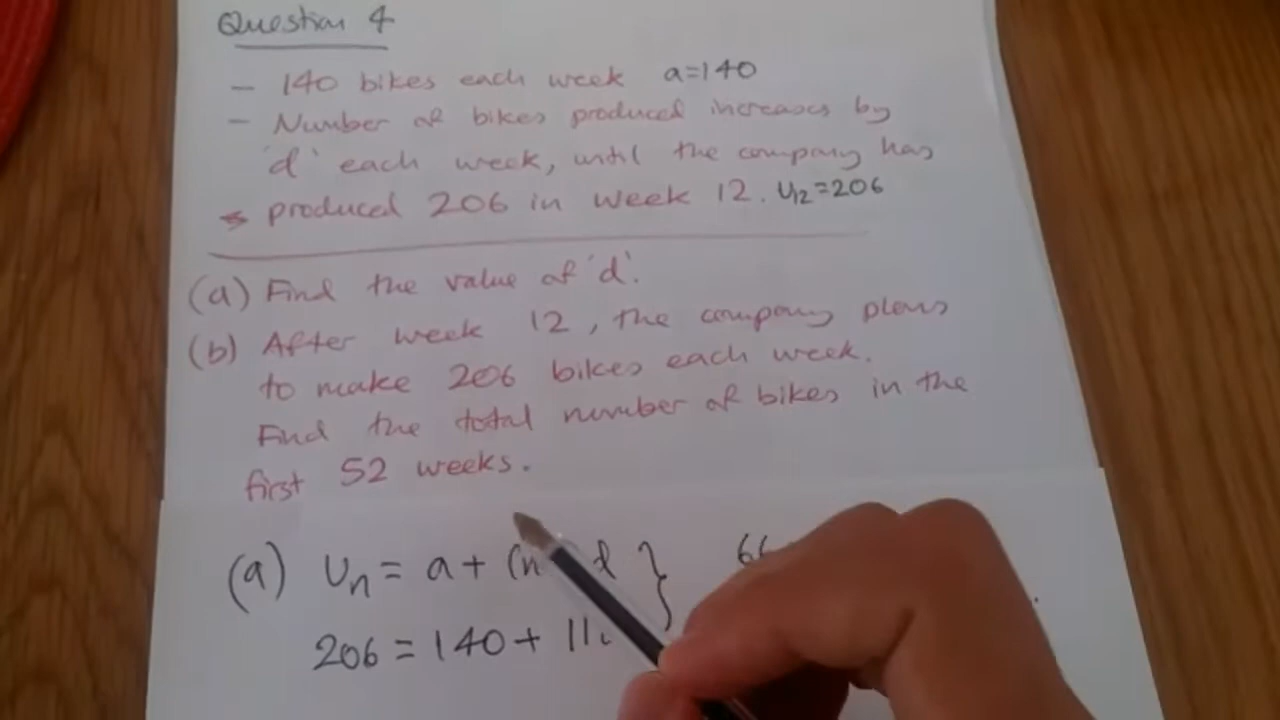 Question 4
- 140 bikes each week a=140
- Number of bikes produced increases by
'd' each week, until the company has
produced 206 in week 12. U12=206
(a) Find the value of 'd'.
(b) After week 12, the company plans
to make 206 bikes each week.
Find the total number of bikes in the
first 52 weeks.
(a) Un = a + (n d } 66
206 = 140 + 11